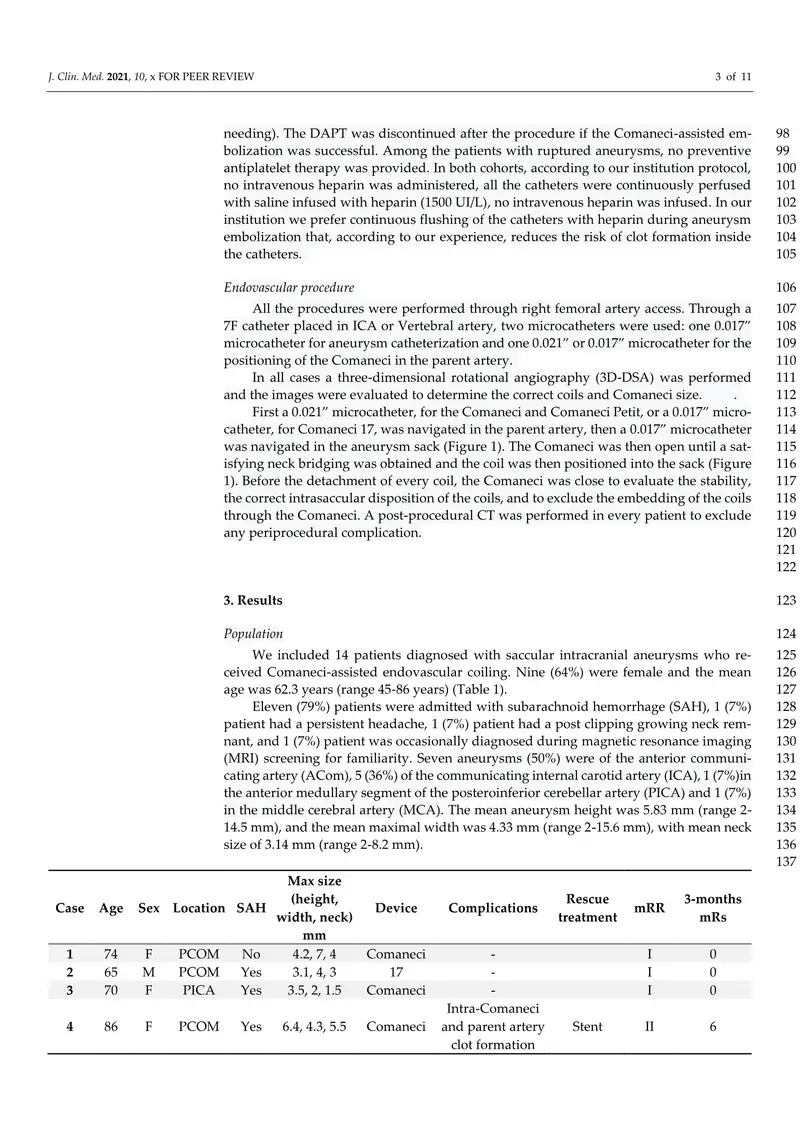 J. Clin. Med. 2021, 10, x FOR PEER REVIEW 3 of 11
needing). The DAPT was discontinued after the procedure if the Comaneci-assisted em- 98
bolization was successful. Among the patients with ruptured aneurysms, no preventive 99
antiplatelet therapy was provided. In both cohorts, according to our institution protocol, 100
no intravenous heparin was administered, all the catheters were continuously perfused 101
with saline infused with heparin (1500 UI/L), no intravenous heparin was infused. In our 102
institution we prefer continuous flushing of the catheters with heparin during aneurysm 103
embolization that, according to our experience, reduces the risk of clot formation inside 104
the catheters. 105
Endovascular procedure 106
All the procedures were performed through right femoral artery access. Through a 107
7F catheter placed in ICA or Vertebral artery, two microcatheters were used: one 0.017” 108
microcatheter for aneurysm catheterization and one 0.021” or 0.017” microcatheter for the 109
positioning of the Comaneci in the parent artery. 110
In all cases a three-dimensional rotational angiography (3D-DSA) was performed 111
and the images were evaluated to determine the correct coils and Comaneci size. . 112
First a 0.021” microcatheter, for the Comaneci and Comaneci Petit, or a 0.017” micro- 113
catheter, for Comaneci 17, was navigated in the parent artery, then a 0.017” microcatheter 114
was navigated in the aneurysm sack (Figure 1). The Comaneci was then open until a sat- 115
isfying neck bridging was obtained and the coil was then positioned into the sack (Figure 116
1). Before the detachment of every coil, the Comaneci was close to evaluate the stability, 117
the correct intrasaccular disposition of the coils, and to exclude the embedding of the coils 118
through the Comaneci. A post-procedural CT was performed in every patient to exclude 119
any periprocedural complication. 120
121
122
3. Results 123
Population 124
We included 14 patients diagnosed with saccular intracranial aneurysms who re- 125
ceived Comaneci-assisted endovascular coiling. Nine (64%) were female and the mean 126
age was 62.3 years (range 45-86 years) (Table 1). 127
Eleven (79%) patients were admitted with subarachnoid hemorrhage (SAH), 1 (7%) 128
patient had a persistent headache, 1 (7%) patient had a post clipping growing neck rem- 129
nant, and 1 (7%) patient was occasionally diagnosed during magnetic resonance imaging 130
(MRI) screening for familiarity. Seven aneurysms (50%) were of the anterior communi- 131
cating artery (ACom), 5 (36%) of the communicating internal carotid artery (ICA), 1 (7%)in 132
the anterior medullary segment of the posteroinferior cerebellar artery (PICA) and 1 (7%) 133
in the middle cerebral artery (MCA). The mean aneurysm height was 5.83 mm (range 2- 134
14.5 mm), and the mean maximal width was 4.33 mm (range 2-15.6 mm), with mean neck 135
size of 3.14 mm (range 2-8.2 mm). 136
137
Case Age Sex Location SAH Max size (height, width, neck) mm Device Complications Rescue treatment mRR 3-months mRs
1 74 F PCOM No 4.2, 7, 4 Comaneci - I 0
2 65 M PCOM Yes 3.1, 4, 3 17 - I 0
3 70 F PICA Yes 3.5, 2, 1.5 Comaneci - I 0
4 86 F PCOM Yes 6.4, 4.3, 5.5 Comaneci Intra-Comaneci and parent artery clot formation Stent II 6